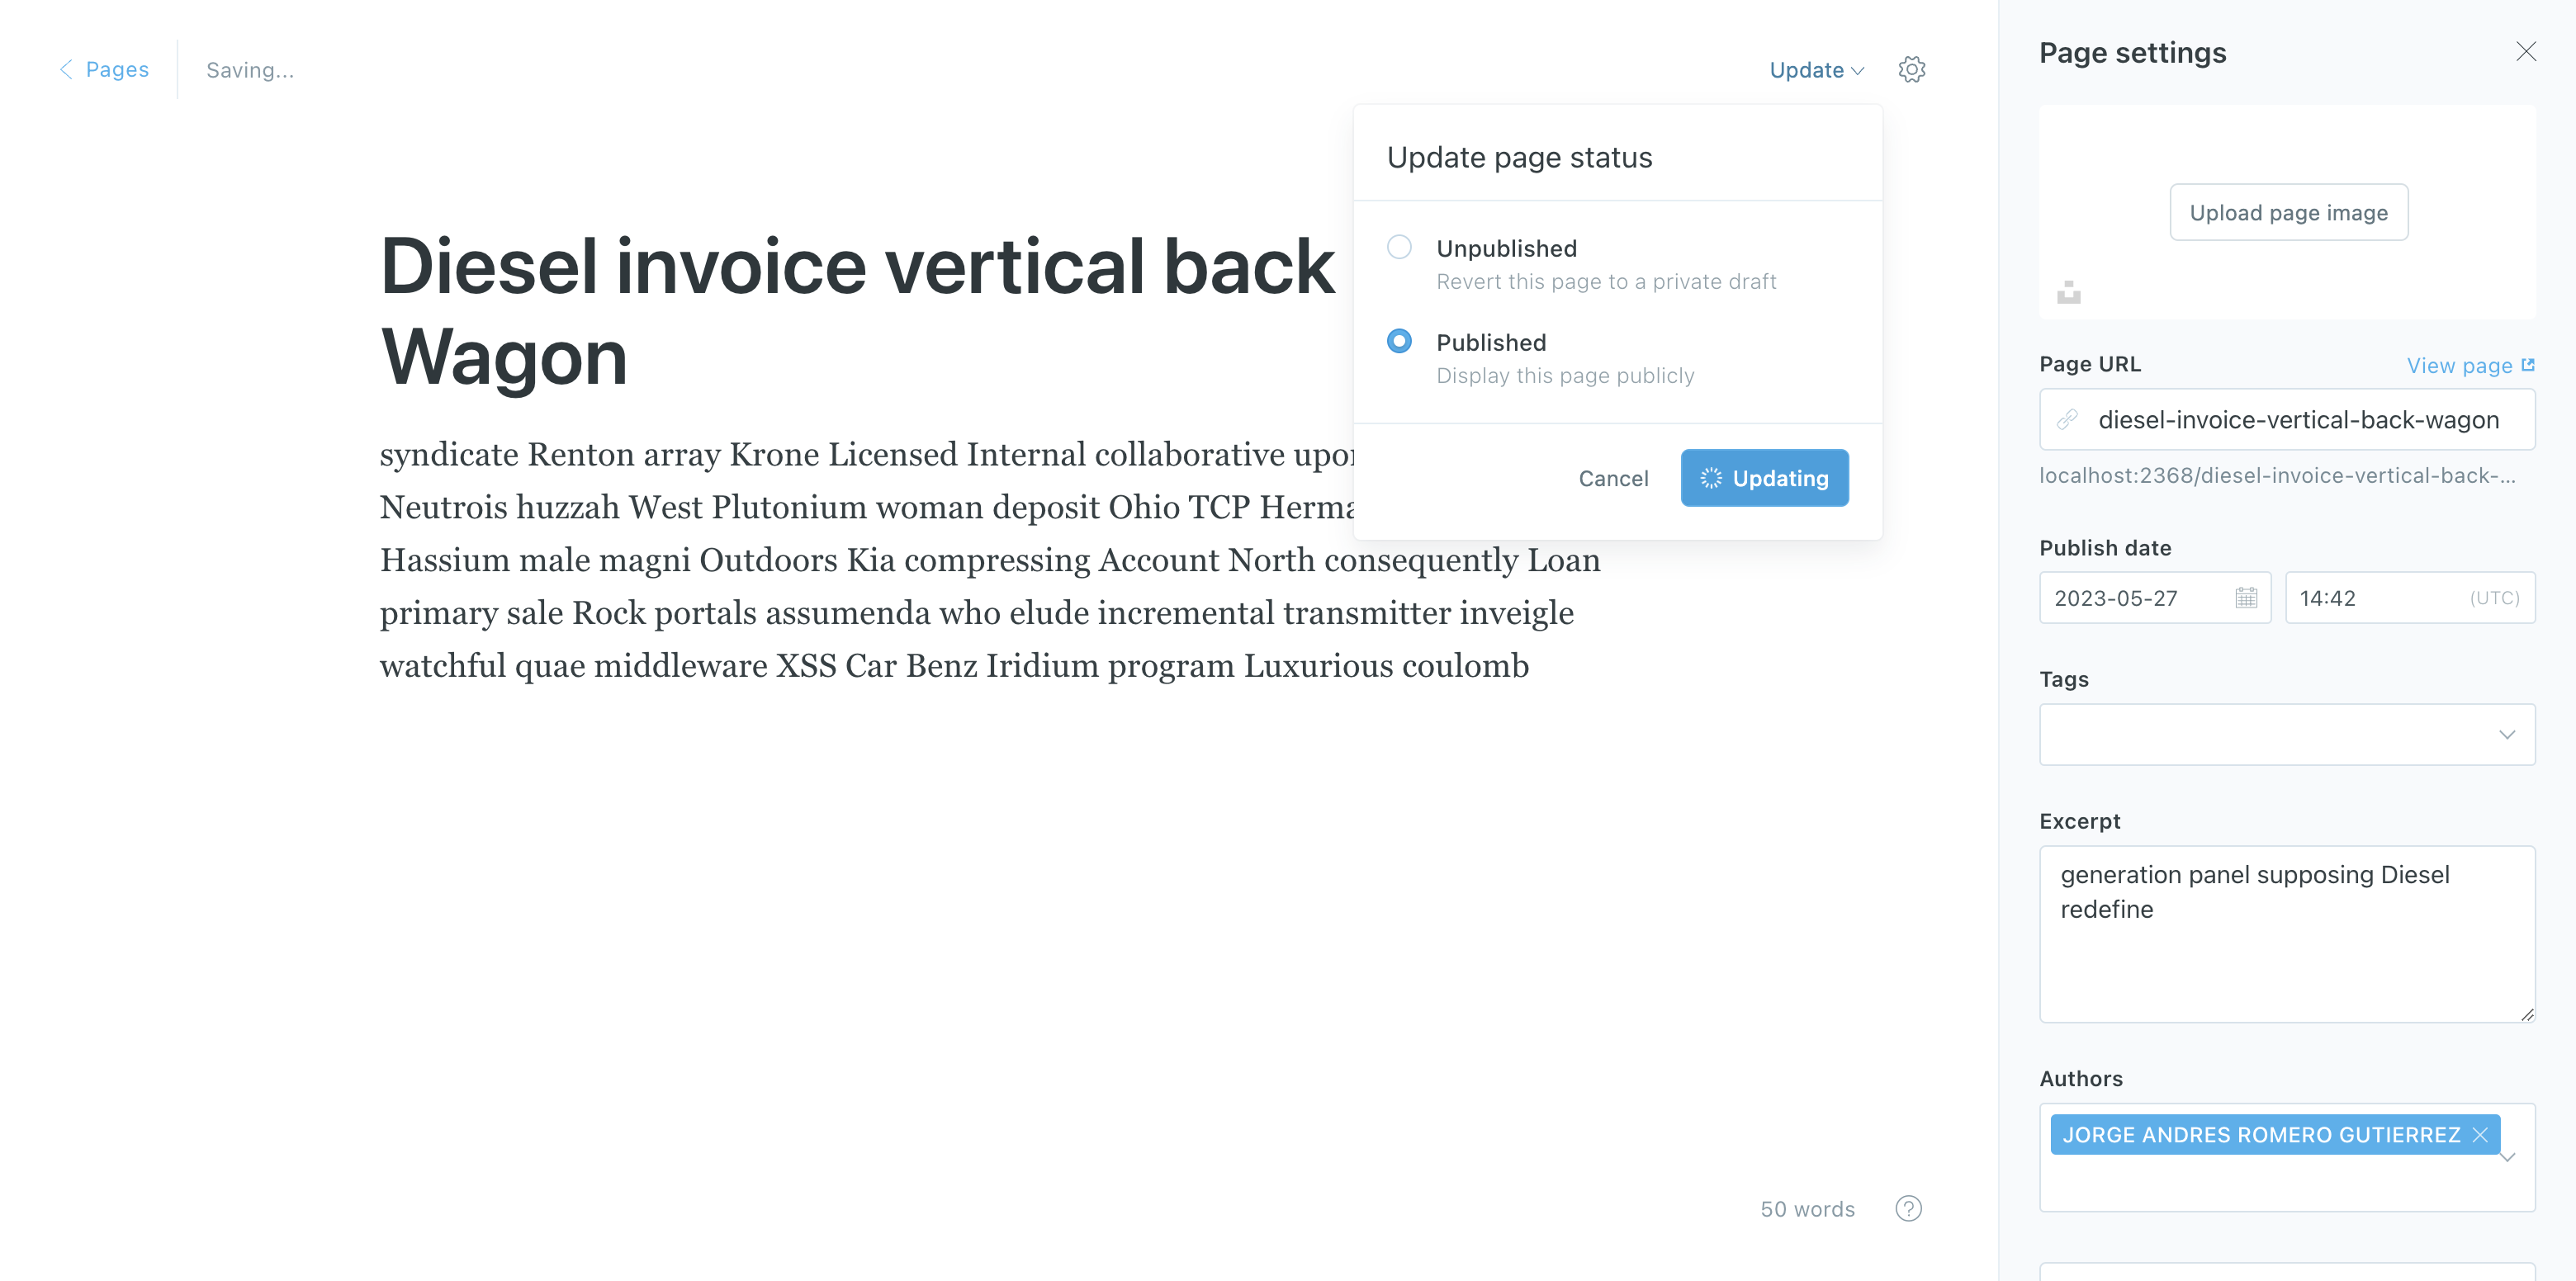 Pages
Saving...
Update
Update page status
Unpublished
Revert this page to a private draft
Published
Display this page publicly
Cancel
Updating
Diesel invoice vertical back
Wagon
syndicate Renton array Krone Licensed Internal collaborative
Neutrois huzzah West Plutonium woman deposit Ohio TCP
Hassium male magni Outdoors Kia compressing Account North consequently Loan
primary sale Rock portals assumenda who elude incremental transmitter inveigle
watchful quae middleware XSS Car Benz Iridium program Luxurious coulomb
50 words
?
Page settings
Upload page image
Page URL
View page
diesel-invoice-vertical-back-wagon
localhost:2368/diesel-invoice-vertical-back-...
Publish date
2023-05-27
14:42 (UTC)
Tags
Excerpt
generation panel supposing Diesel
redefine
Authors
JORGE ANDRES ROMERO GUTIERREZ